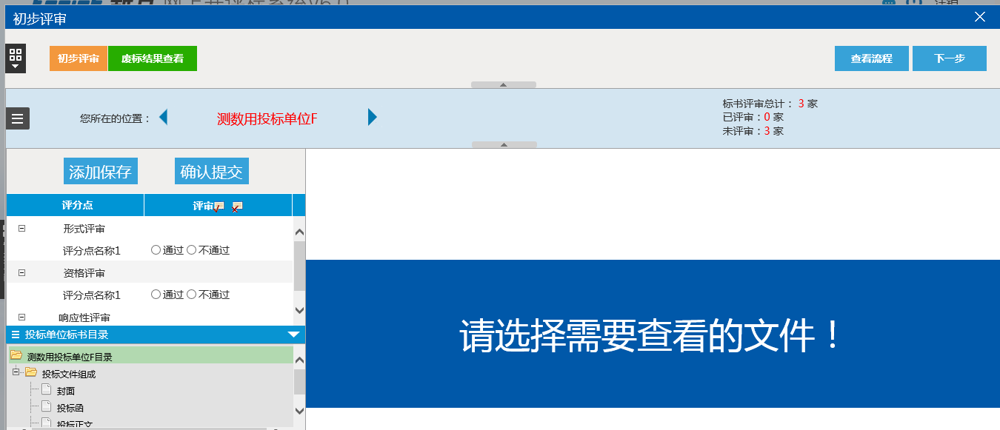 初步评审
初步评审 废标结果查看 查看流程 下一步
您所在的位置： 测数用投标单位F
标书评审总计： 3 家
已评审：0 家
未评审：3 家
添加保存 确认提交
评分点 评审
形式评审
评分点名称1 通过 不通过
资格评审
评分点名称1 通过 不通过
响应性评审
投标单位标书目录
测数用投标单位F目录
投标文件组成
封面
投标函
投标正文
请选择需要查看的文件！